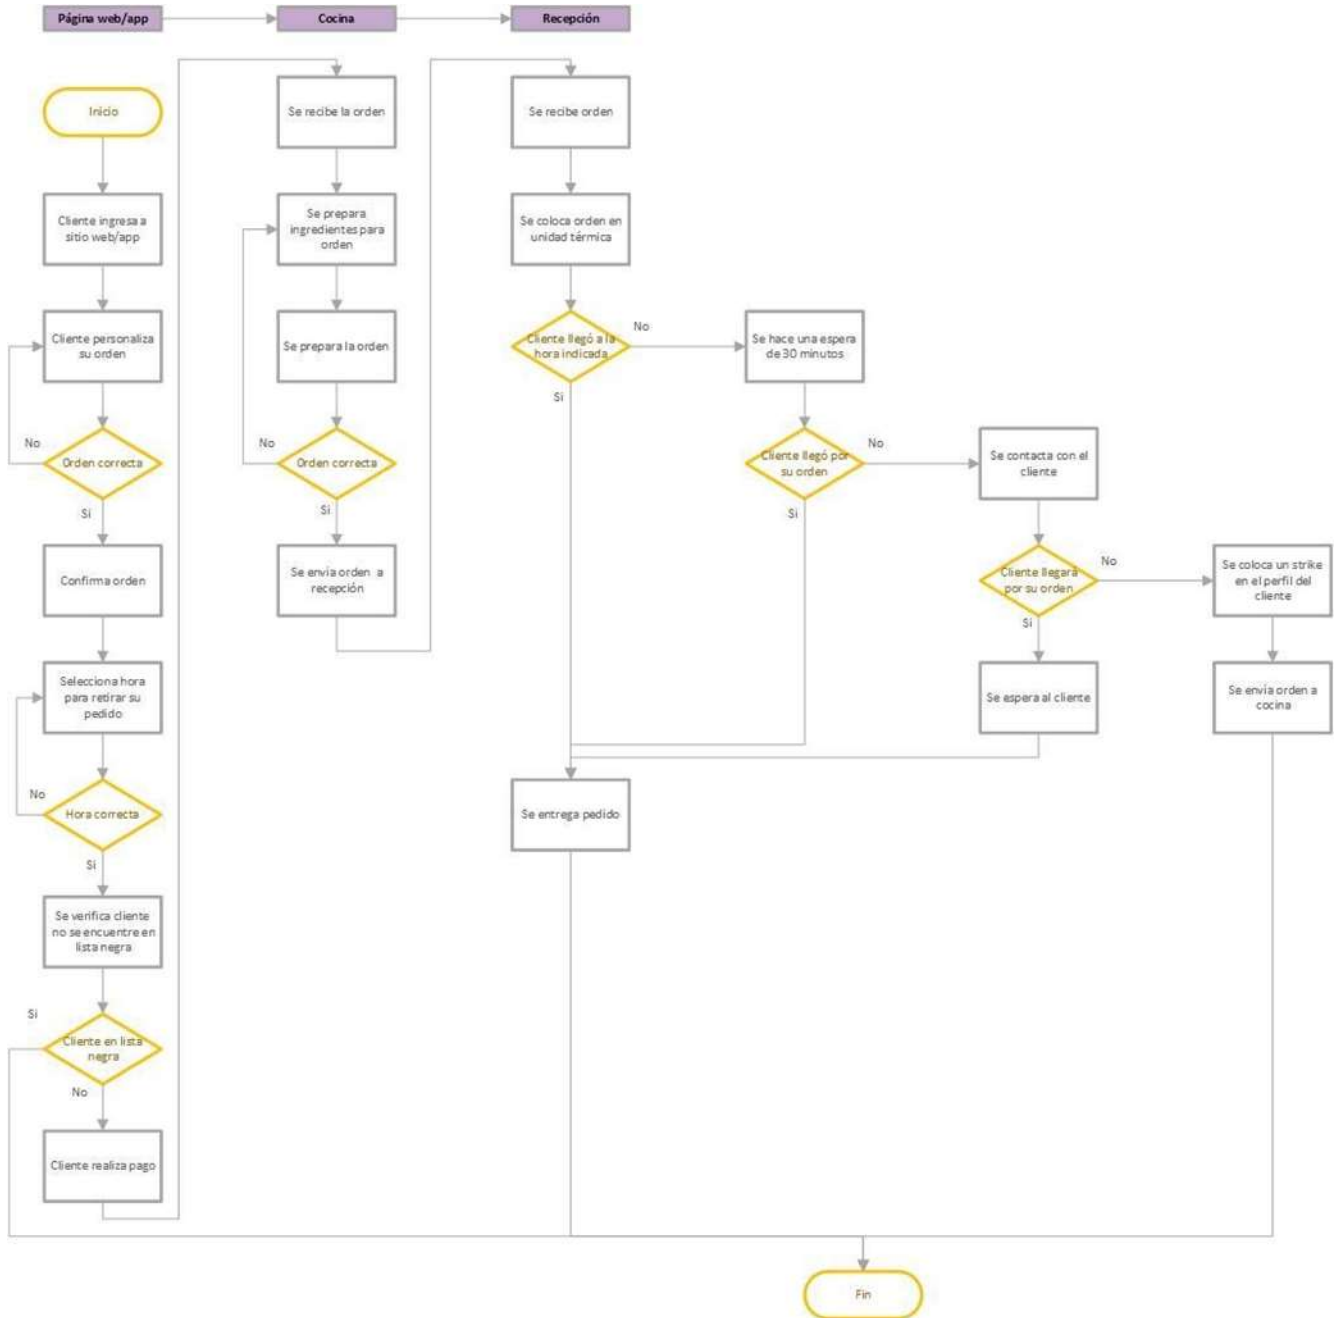 Página web/app
Cocina
Recepción
Inicio
Cliente ingresa a
sitio web/app
Cliente personaliza
su orden
No
Orden correcta
Si
Confirma orden
Selecciona hora
para retirar su
pedido
No
Hora correcta
Si
Se verifica cliente
no se encuentre en
lista negra
Si
Cliente en lista
negra
No
Cliente realiza pago
Se recibe la orden
Se prepara
ingredientes para
orden
Se prepara la orden
No
Orden correcta
Si
Se envia orden a
recepción
Se recibe orden
Se coloca orden en
unidad térmica
Cliente llegó a la
hora indicada
No
Si
Se hace una espera
de 30 minutos
Cliente llegó por
su orden
No
Si
Se contacta con el
cliente
Cliente llegará
por su orden
No
Si
Se coloca un strike
en el perfil del
cliente
Se espera al cliente
Se envia orden a
cocina
Se entrega pedido
Fin